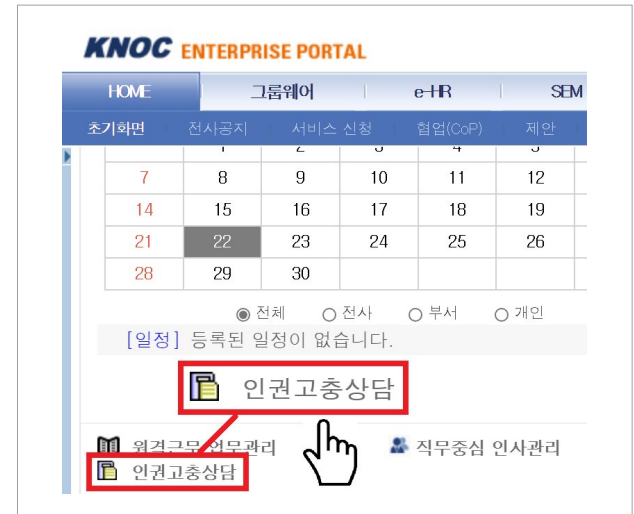 KNOC ENTERPRISE PORTAL
HOME 그룹웨어 e-HR SEM
초기화면 전사공지 서비스 신청 협업(CoP) 제안
1 2 3 4 5
7 8 9 10 11 12
14 15 16 17 18 19
21 22 23 24 25 26
28 29 30
전체 전사 부서 개인
[일정] 등록된 일정이 없습니다.
인권고충상담
원격근무 업무관리 직무중심 인사관리
인권고충상담